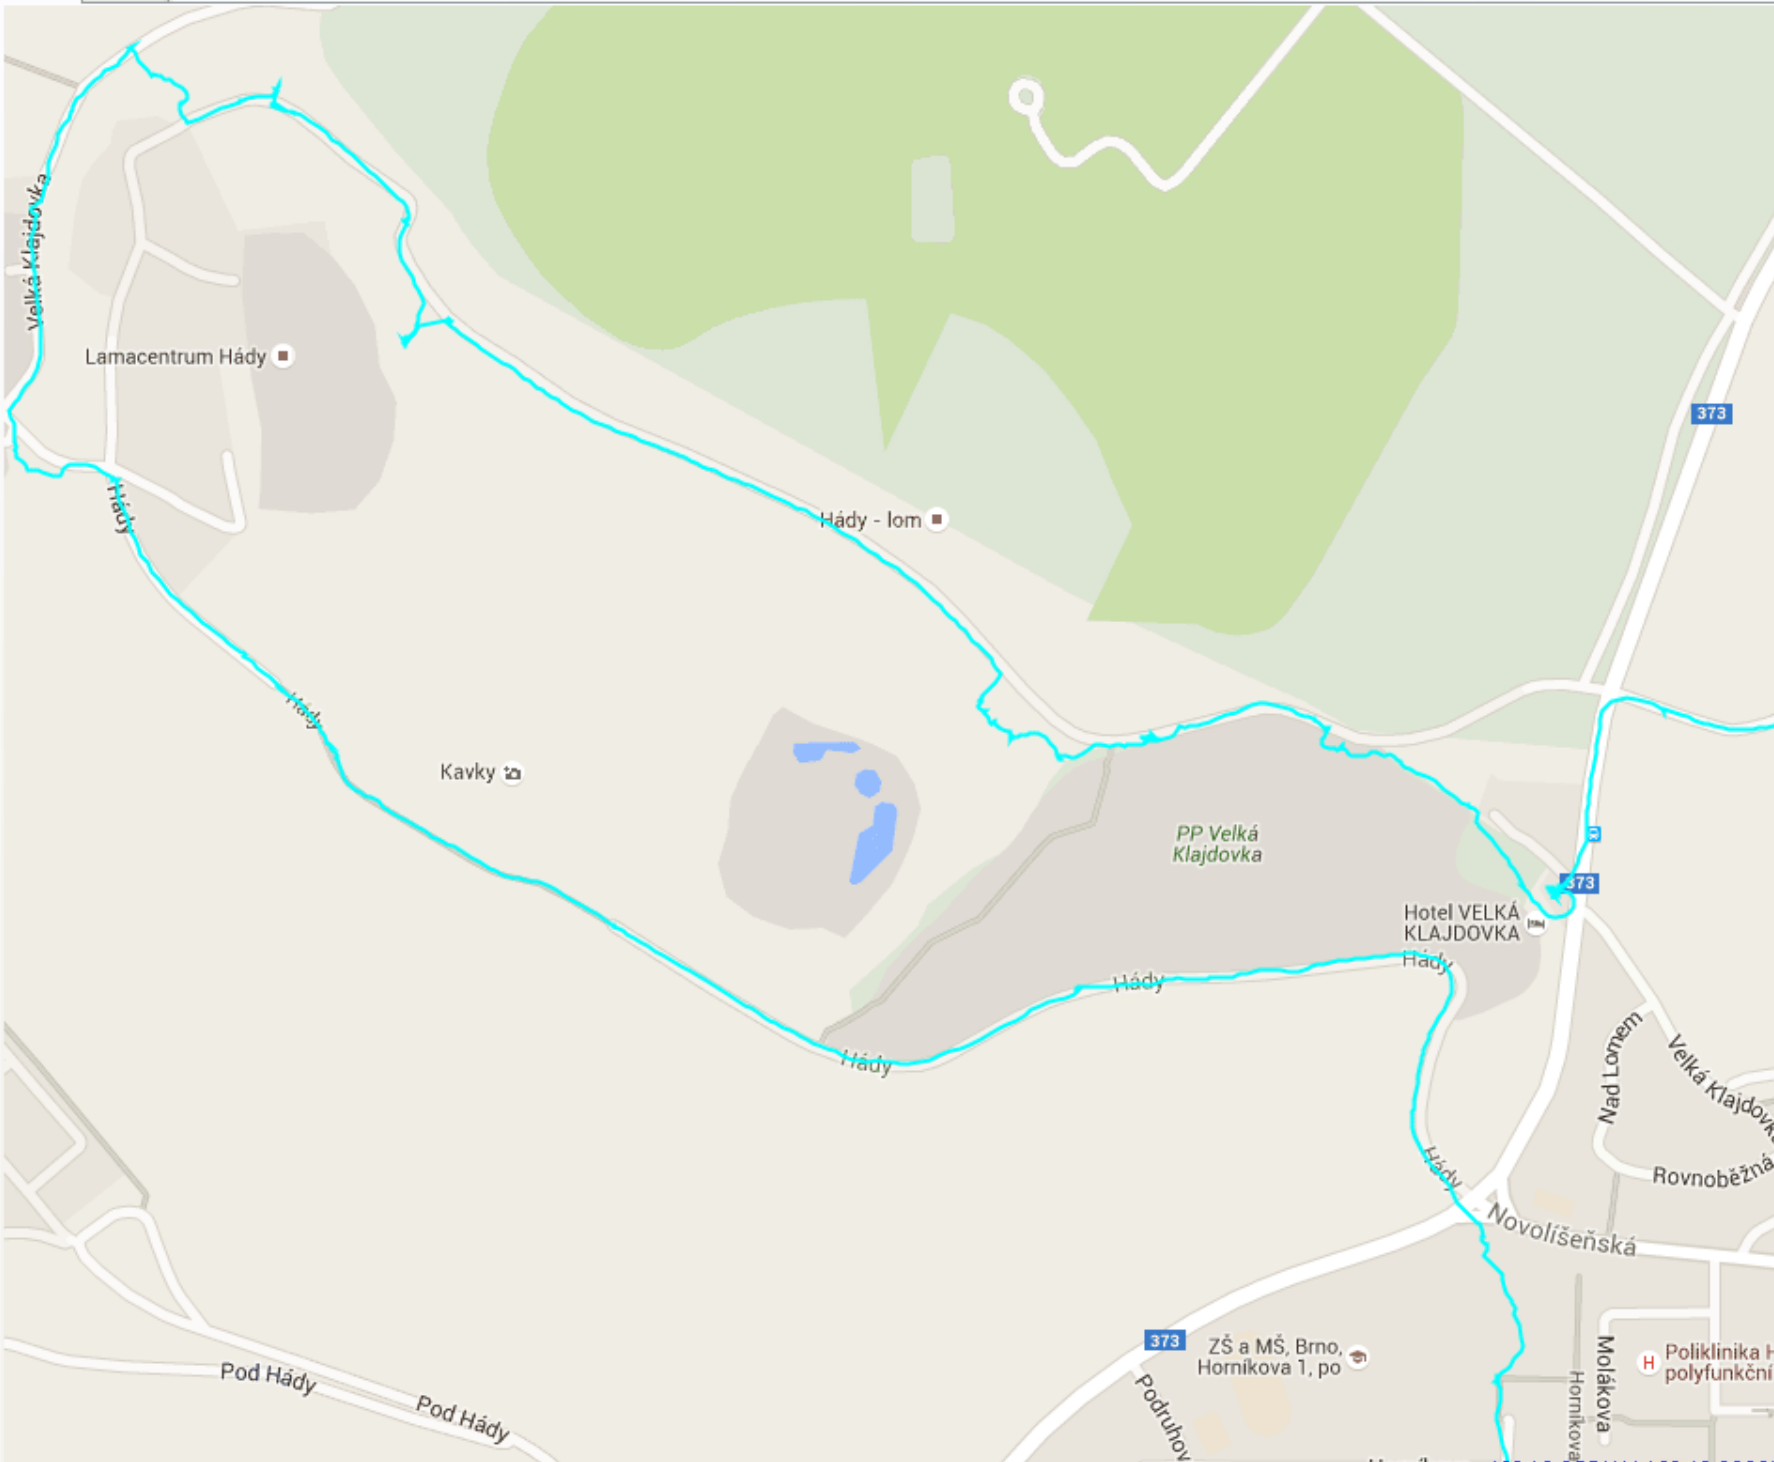 Velká Klajdovka
Lamacentrum Hády
373
Hády
Hády - lom
Hády
Kavky
PP Velká
Klajdovka
373
Hotel VELKÁ
KLAJDOVKA
Hády
Hády
Hády
Nad Lomem
Velká Klajdovka
Hády
Rovnoběžná
Novolíšeňská
373
ZŠ a MŠ, Brno,
Horníkova 1, po
H
Poliklinika H
polyfunkční
Molákova
Horníkova
Podruhov
Pod Hády
Pod Hády